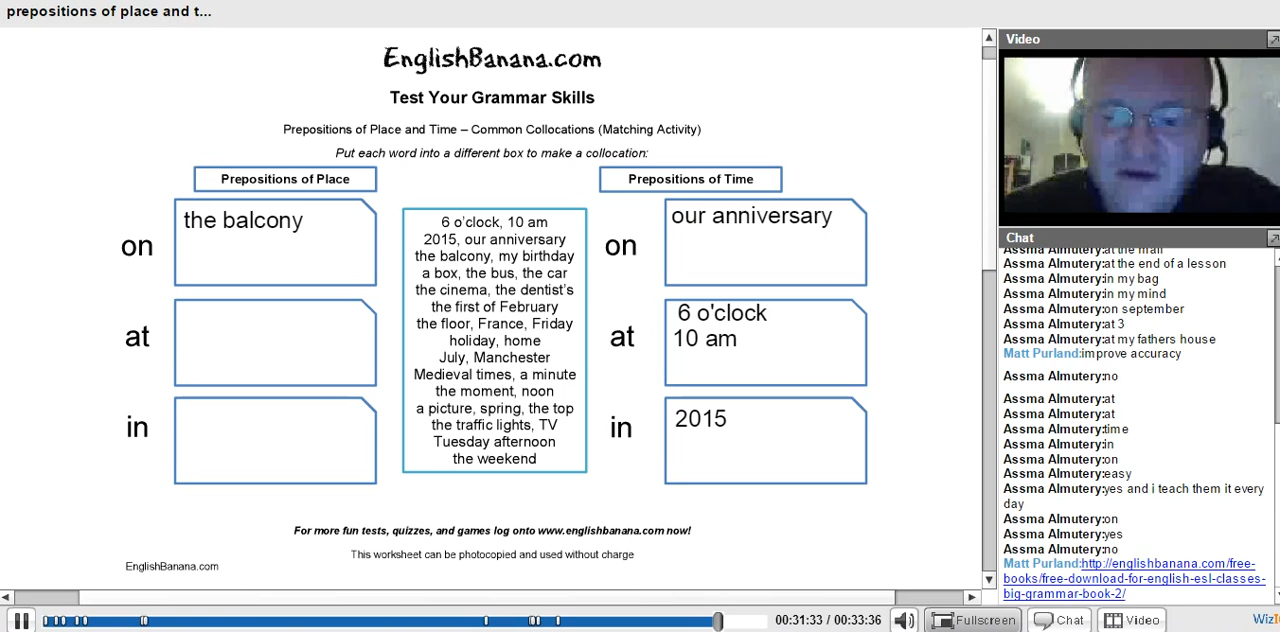 prepositions of place and t...
EnglishBanana.com
Test Your Grammar Skills
Prepositions of Place and Time – Common Collocations (Matching Activity)
Put each word into a different box to make a collocation:
Prepositions of Place
on
the balcony
at
in
6 o'clock, 10 am
2015, our anniversary
the balcony, my birthday
a box, the bus, the car
the cinema, the dentist's
the first of February
the floor, France, Friday
holiday, home
July, Manchester
Medieval times, a minute
the moment, noon
a picture, spring, the top
the traffic lights, TV
Tuesday afternoon
the weekend
Prepositions of Time
on
our anniversary
at
6 o'clock
10 am
in
2015
For more fun tests, quizzes, and games log onto www.englishbanana.com now!
This worksheet can be photocopied and used without charge
EnglishBanana.com
Video
Chat
Assma Almutery:at the mall
Assma Almutery:at the end of a lesson
Assma Almutery:in my bag
Assma Almutery:in my mind
Assma Almutery:on september
Assma Almutery:at 3
Assma Almutery:at my fathers house
Matt Purland:improve accuracy
Assma Almutery:no
Assma Almutery:at
Assma Almutery:at
Assma Almutery:time
Assma Almutery:in
Assma Almutery:on
Assma Almutery:easy
Assma Almutery:yes and i teach them it every
day
Assma Almutery:on
Assma Almutery:yes
Assma Almutery:no
Matt Purland:http://englishbanana.com/free-
books/free-download-for-english-esl-classes-
big-grammar-book-2/
00:31:33 / 00:33:36
Fullscreen
Chat
Video